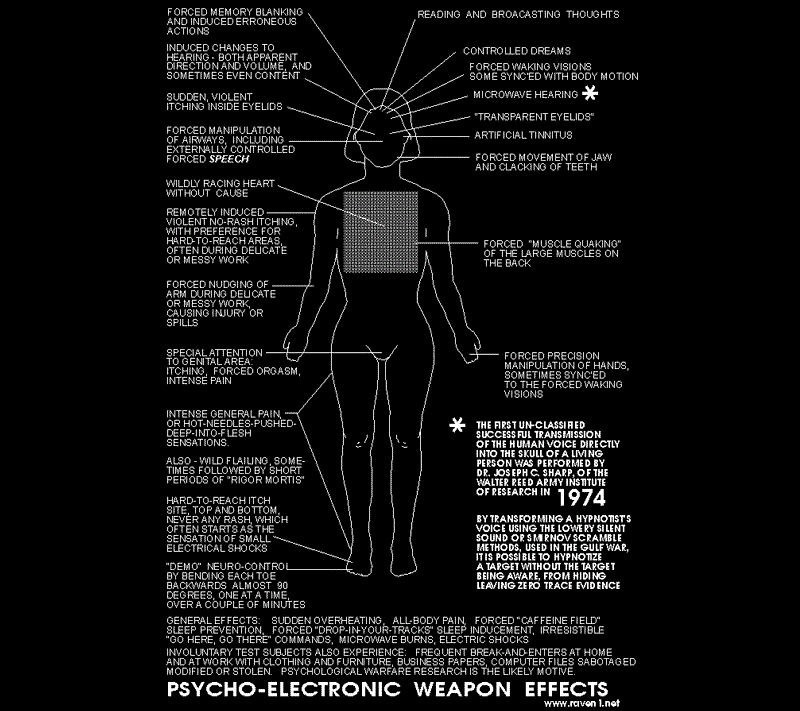 FORCED MEMORY BLANKING
AND INDUCED ERRONEOUS
ACTIONS
READING AND BROCASTING THOUGHTS
INDUCED CHANGES TO
HEARING - BOTH APPARENT
DIRECTION AND VOLUME, AND
SOMETIMES EVEN CONTENT
CONTROLLED DREAMS
FORCED WAKING VISIONS
SOME SYNC'ED WITH BODY MOTION
MICROWAVE HEARING *
SUDDEN, VIOLENT
ITCHING INSIDE EYELIDS
"TRANSPARENT EYELIDS"
FORCED MANIPULATION
OF AIRWAYS, INCLUDING
EXTERNALLY CONTROLLED
FORCED SPEECH
ARTIFICIAL TINNITUS
FORCED MOVEMENT OF JAW
AND CLACKING OF TEETH
WILDLY RACING HEART
WITHOUT CAUSE
REMOTELY INDUCED
VIOLENT NO-RASH ITCHING,
WITH PREFERENCE FOR
HARD-TO-REACH AREAS,
OFTEN DURING DELICATE
OR MESSY WORK
FORCED "MUSCLE QUAKING"
OF THE LARGE MUSCLES ON
THE BACK
FORCED NUDGING OF
ARM DURING DELICATE
OR MESSY WORK,
CAUSING INJURY OR
SPILLS
SPECIAL ATTENTION
TO GENITAL AREA:
ITCHING, FORCED ORGASM,
INTENSE PAIN
FORCED PRECISION
MANIPULATION OF HANDS,
SOMETIMES SYNC'ED
TO THE FORCED WAKING
VISIONS
INTENSE GENERAL PAIN,
OR HOT-NEEDLES-PUSHED-
DEEP-INTO-FLESH
SENSATIONS.
ALSO - WILD FLAILING, SOME-
TIMES FOLLOWED BY SHORT
PERIODS OF "RIGOR MORTIS"
HARD-TO-REACH ITCH
SITE, TOP AND BOTTOM,
NEVER ANY RASH, WHICH
OFTEN STARTS AS THE
SENSATION OF SMALL
ELECTRICAL SHOCKS
"DEMO" NEURO-CONTROL
BY BENDING EACH TOE
BACKWARDS ALMOST 90
DEGREES, ONE AT A TIME,
OVER A COUPLE OF MINUTES
* THE FIRST UN-CLASSIFIED
SUCCESSFUL TRANSMISSION
OF THE HUMAN VOICE DIRECTLY
INTO THE SKULL OF A LIVING
PERSON WAS PERFORMED BY
DR. JOSEPH C. SHARP, OF THE
WALTER REED ARMY INSTITUTE
OF RESEARCH IN 1974
BY TRANSFORMING A HYPNOTIST'S
VOICE USING THE LOWERY SILENT
SOUND OR SMIRNOV SCRAMBLE
METHODS, USED IN THE GULF WAR,
IT IS POSSIBLE TO HYPNOTIZE
A TARGET WITHOUT THE TARGET
BEING AWARE, FROM HIDING
LEAVING ZERO TRACE EVIDENCE
GENERAL EFFECTS: SUDDEN OVERHEATING, ALL-BODY PAIN, FORCED "CAFFEINE FIELD"
SLEEP PREVENTION, FORCED "DROP-IN-YOUR-TRACKS" SLEEP INDUCEMENT, IRRESISTIBLE
"GO HERE, GO THERE" COMMANDS, MICROWAVE BURNS, ELECTRIC SHOCKS
INVOLUNTARY TEST SUBJECTS ALSO EXPERIENCE: FREQUENT BREAK-AND-ENTERS AT HOME
AND AT WORK WITH CLOTHING AND FURNITURE, BUSINESS PAPERS, COMPUTER FILES SABOTAGED
MODIFIED OR STOLEN. PSYCHOLOGICAL WARFARE RESEARCH IS THE LIKELY MOTIVE.
PSYCHO-ELECTRONIC WEAPON EFFECTS
www.raven1.net